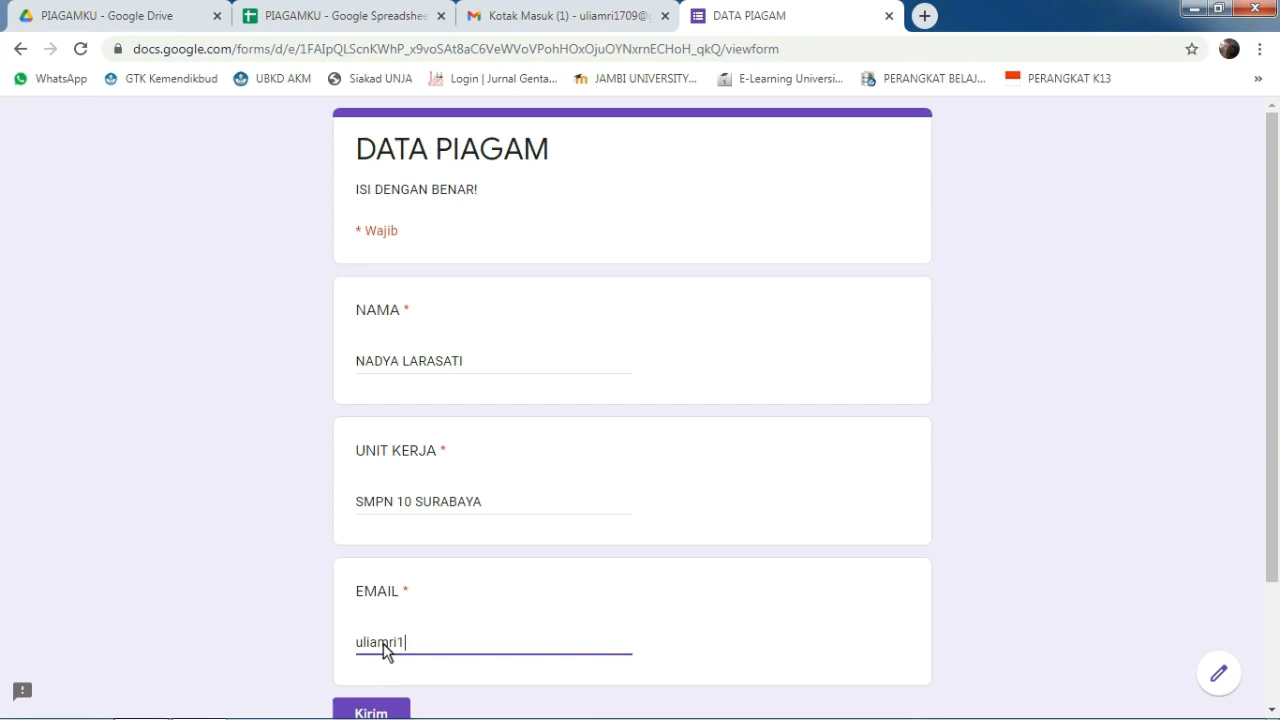 PIAGAMKU - Google Drive
PIAGAMKU - Google Spreadshe
Kotak Masuk (1) - uliamri1709@g
DATA PIAGAM
docs.google.com/forms/d/e/1FAIpQLScnKWhP_x9voSAt8aC6VeWVoVPohHOxOjuOYNxrnECHoH_qkQ/viewform
WhatsApp
GTK Kemendikbud
UBKD AKM
Siakad UNJA
Login | Jurnal Genta...
JAMBI UNIVERSITY...
E-Learning Universi...
PERANGKAT BELAJ...
PERANGKAT K13
»
DATA PIAGAM
ISI DENGAN BENAR!
* Wajib
NAMA *
NADYA LARASATI
UNIT KERJA *
SMPN 10 SURABAYA
EMAIL *
uliamri1
Kirim